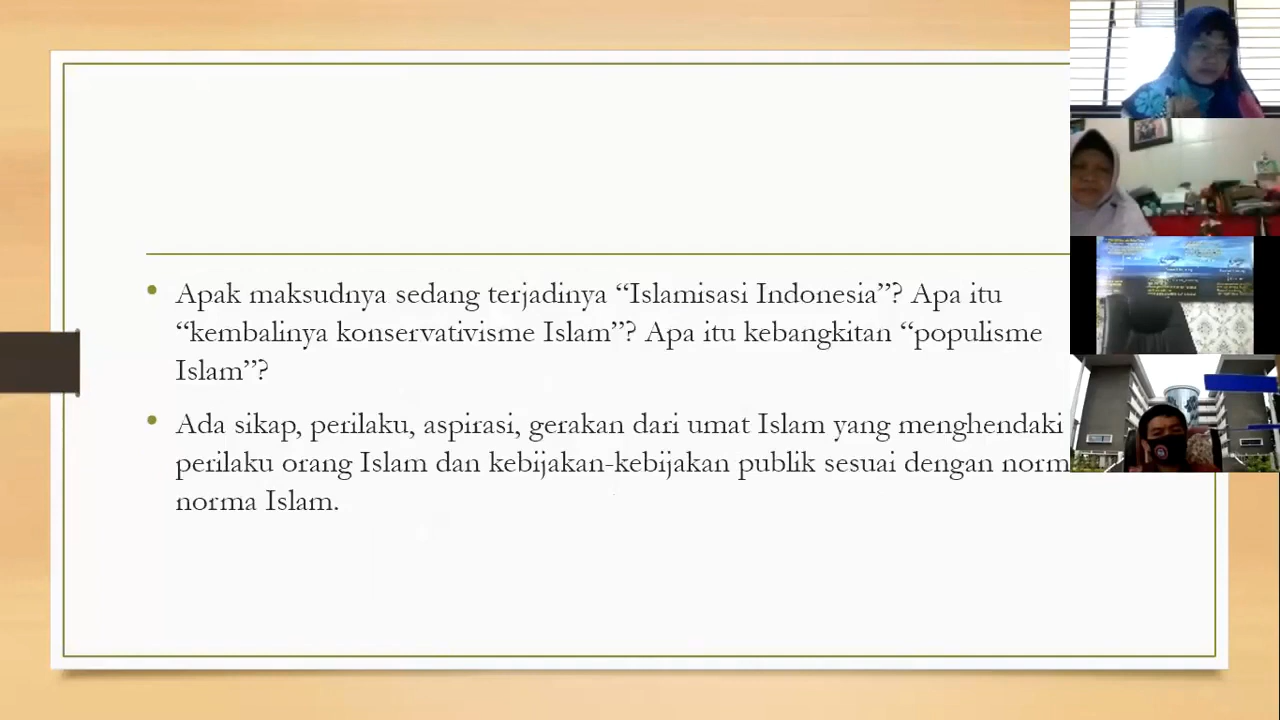 Apak maksudnya sedang terjadinya “Islamisasi Indonesia”? Apa itu
“kembalinya konservativisme Islam”? Apa itu kebangkitan “populisme
Islam”?
Ada sikap, perilaku, aspirasi, gerakan dari umat Islam yang menghendaki
perilaku orang Islam dan kebijakan-kebijakan publik sesuai dengan norm
norma Islam.